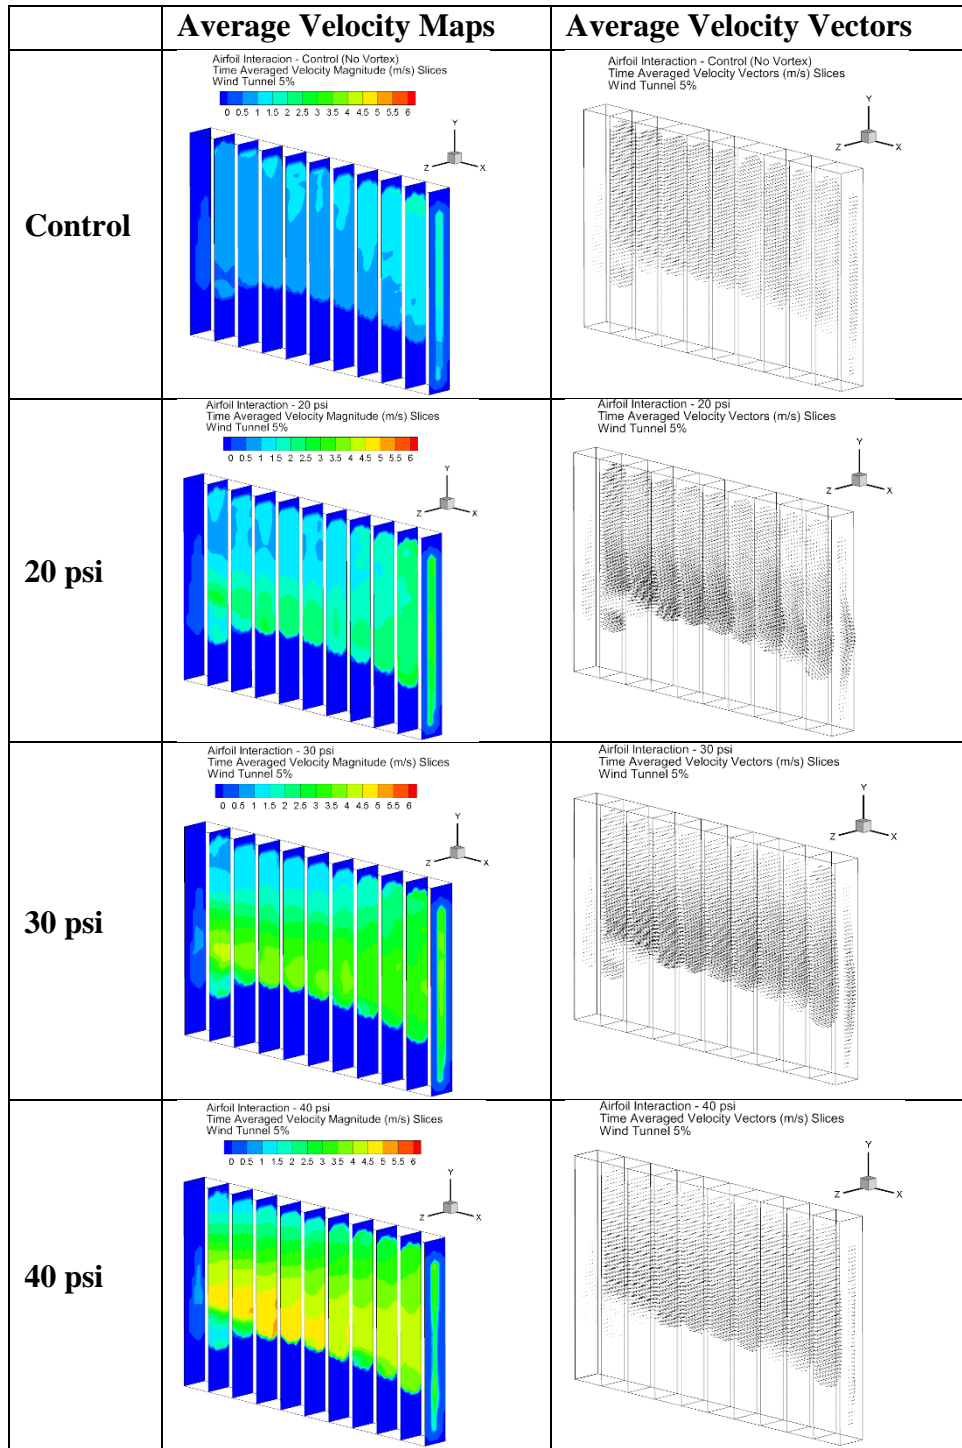 Average Velocity Maps
Average Velocity Vectors
Control
Airfoil Interacion - Control (No Vortex)
Time Averaged Velocity Magnitude (m/s) Slices
Wind Tunnel 5%
0 0.5 1 1.5 2 2.5 3 3.5 4 4.5 5 5.5 6
Y
Z
X
Airfoil Interaction - Control (No Vortex)
Time Averaged Velocity Vectors (m/s) Slices
Wind Tunnel 5%
Y
Z
X
20 psi
Airfoil Interaction - 20 psi
Time Averaged Velocity Magnitude (m/s) Slices
Wind Tunnel 5%
0 0.5 1 1.5 2 2.5 3 3.5 4 4.5 5 5.5 6
Y
Z
X
Airfoil Interaction - 20 psi
Time Averaged Velocity Vectors (m/s) Slices
Wind Tunnel 5%
Y
Z
X
30 psi
Airfoil Interaction - 30 psi
Time Averaged Velocity Magnitude (m/s) Slices
Wind Tunnel 5%
0 0.5 1 1.5 2 2.5 3 3.5 4 4.5 5 5.5 6
Y
Z
X
Airfoil Interaction - 30 psi
Time Averaged Velocity Vectors (m/s) Slices
Wind Tunnel 5%
Y
Z
X
40 psi
Airfoil Interaction - 40 psi
Time Averaged Velocity Magnitude (m/s) Slices
Wind Tunnel 5%
0 0.5 1 1.5 2 2.5 3 3.5 4 4.5 5 5.5 6
Y
Z
X
Airfoil Interaction - 40 psi
Time Averaged Velocity Vectors (m/s) Slices
Wind Tunnel 5%
Y
Z
X